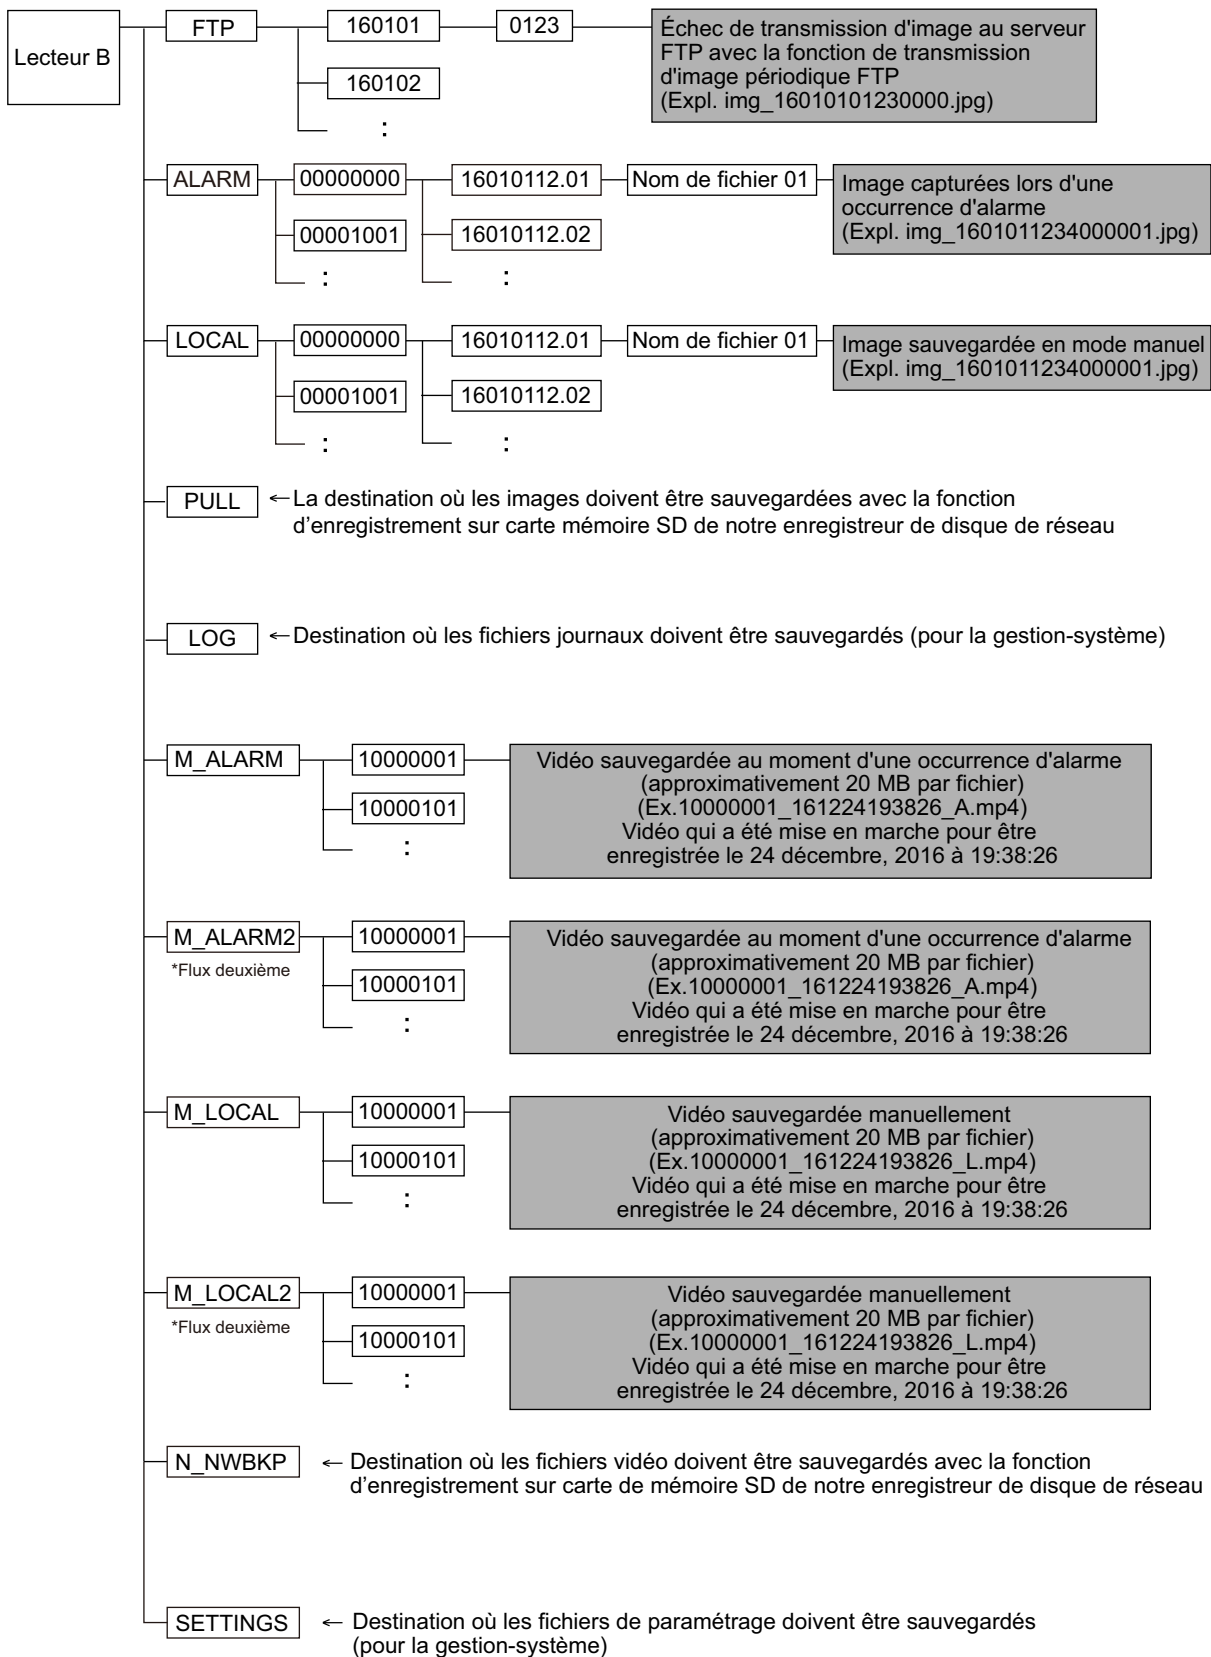 Lecteur B
FTP
160101
0123
Échec de transmission d'image au serveur
FTP avec la fonction de transmission
d'image périodique FTP
(Expl. img_16010101230000.jpg)
160102
:
ALARM
00000000
16010112.01
Nom de fichier 01
Image capturées lors d'une
occurrence d'alarme
(Expl. img_1601011234000001.jpg)
00001001
16010112.02
:
:
LOCAL
00000000
16010112.01
Nom de fichier 01
Image sauvegardée en mode manuel
(Expl. img_1601011234000001.jpg)
00001001
16010112.02
:
:
PULL
←La destination où les images doivent être sauvegardées avec la fonction
d'enregistrement sur carte mémoire SD de notre enregistreur de disque de réseau
LOG
←Destination où les fichiers journaux doivent être sauvegardés (pour la gestion-système)
M_ALARM
10000001
Vidéo sauvegardée au moment d'une occurrence d'alarme
(approximativement 20 MB par fichier)
(Ex.10000001_161224193826_A.mp4)
Vidéo qui a été mise en marche pour être
enregistrée le 24 décembre, 2016 à 19:38:26
10000101
:
M_ALARM2
*Flux deuxième
10000001
Vidéo sauvegardée au moment d'une occurrence d'alarme
(approximativement 20 MB par fichier)
(Ex.10000001_161224193826_A.mp4)
Vidéo qui a été mise en marche pour être
enregistrée le 24 décembre, 2016 à 19:38:26
10000101
:
M_LOCAL
10000001
Vidéo sauvegardée manuellement
(approximativement 20 MB par fichier)
(Ex.10000001_161224193826_L.mp4)
Vidéo qui a été mise en marche pour être
enregistrée le 24 décembre, 2016 à 19:38:26
10000101
:
M_LOCAL2
*Flux deuxième
10000001
Vidéo sauvegardée manuellement
(approximativement 20 MB par fichier)
(Ex.10000001_161224193826_L.mp4)
Vidéo qui a été mise en marche pour être
enregistrée le 24 décembre, 2016 à 19:38:26
10000101
:
N_NWBKP
← Destination où les fichiers vidéo doivent être sauvegardés avec la fonction
d'enregistrement sur carte de mémoire SD de notre enregistreur de disque de réseau
SETTINGS
← Destination où les fichiers de paramétrage doivent être sauvegardés
(pour la gestion-système)